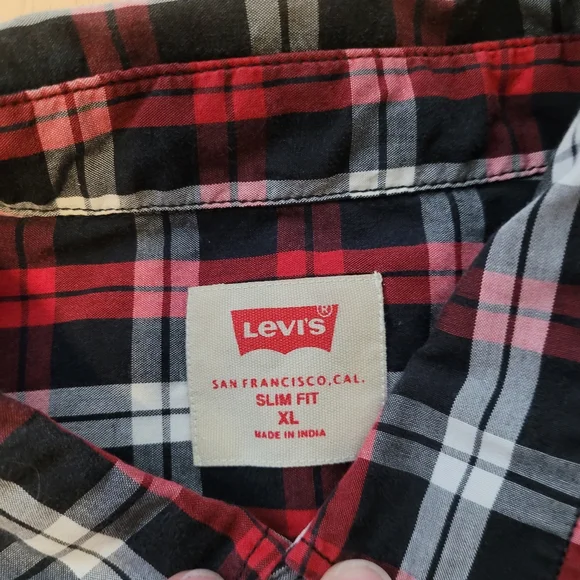 Levi's®
SAN FRANCISCO, CAL.
SLIM FIT
XL
MADE IN INDIA